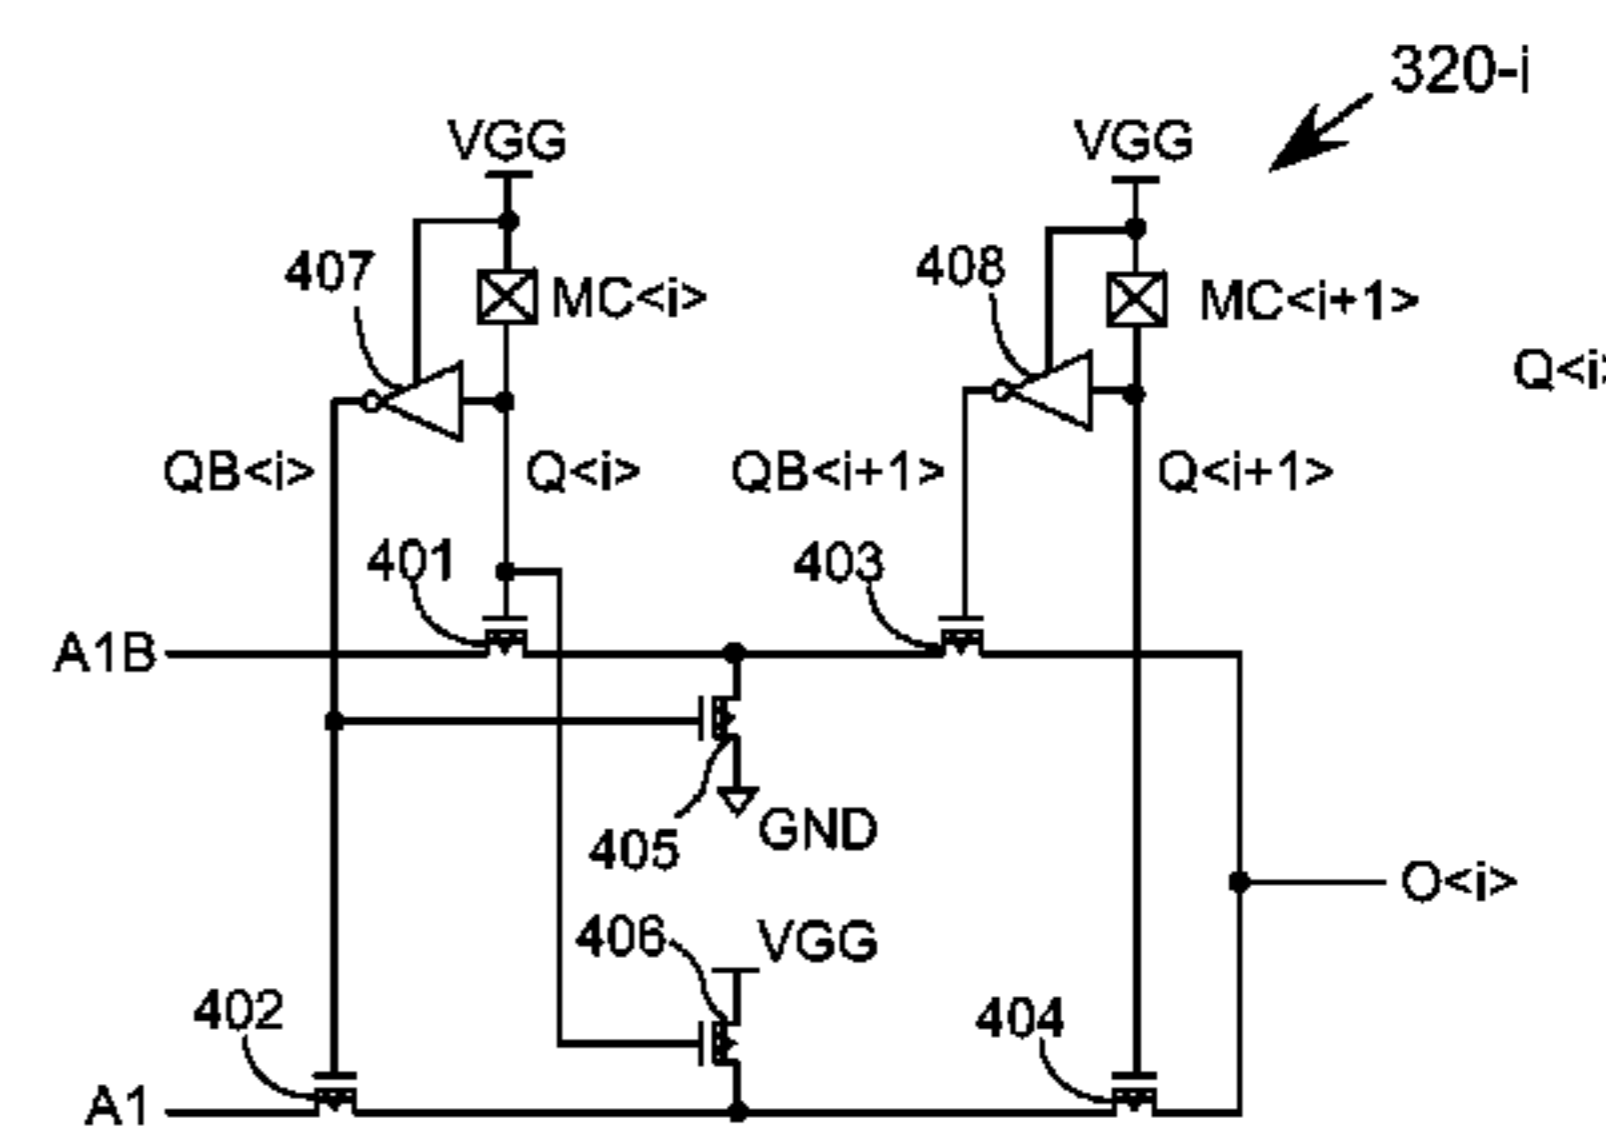 320-i
VGG VGG
407 MC<i> 408 MC<i+1>
Q<i>
QB<i> Q<i> QB<i+1> Q<i+1>
401 403
A1B
405 GND
O<i>
406 VGG
402 404
A1